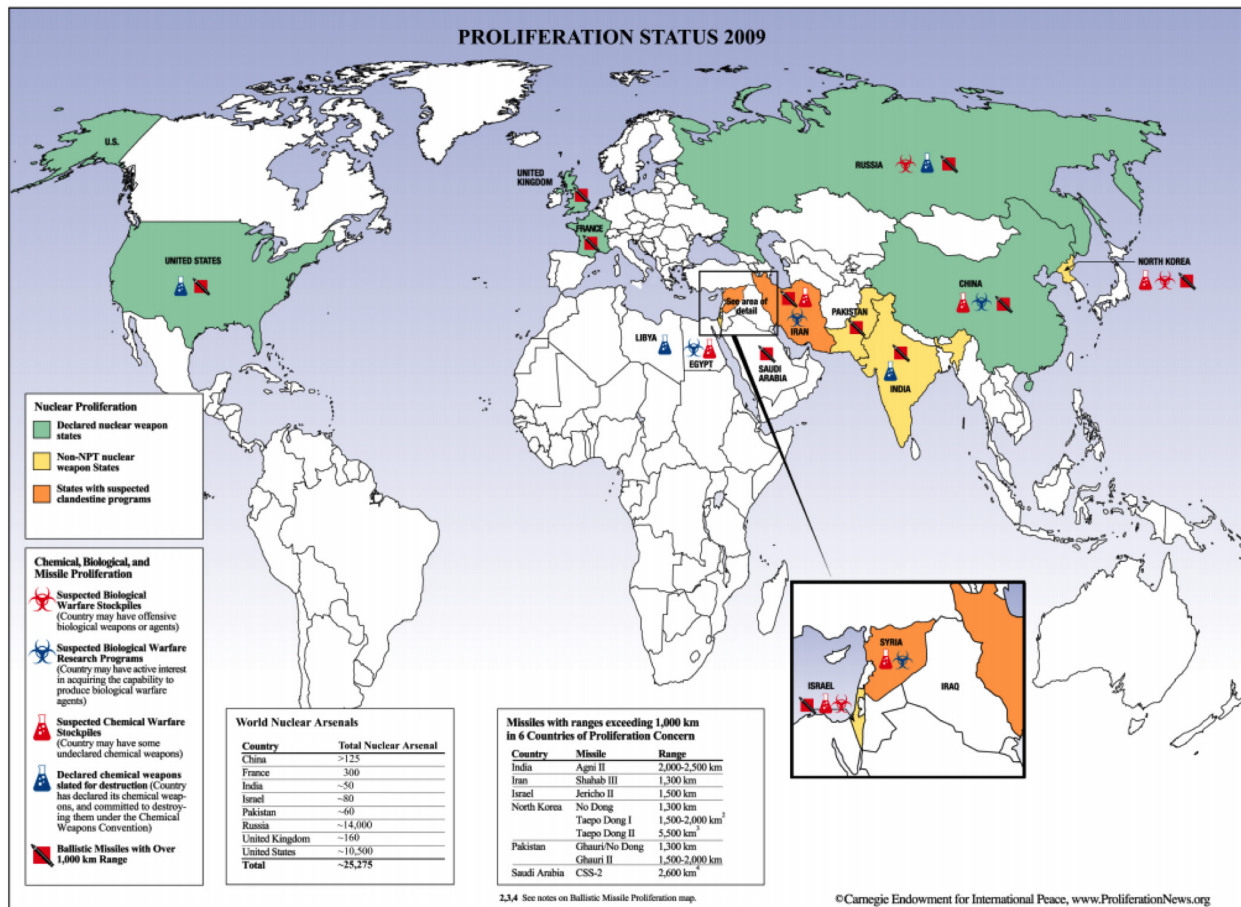 PROLIFERATION STATUS 2009
U.S.
UNITED STATES
UNITED
KINGDOM
FRANCE
RUSSIA
NORTH KOREA
CHINA
See area of
detail
IRAN
PAKISTAN
INDIA
LIBYA
EGYPT
SAUDI
ARABIA
Nuclear Proliferation
Declared nuclear weapon
states
Non-NPT nuclear
weapon States
States with suspected
clandestine programs
Chemical, Biological, and
Missile Proliferation
Suspected Biological
Warfare Stockpiles
(Country may have offensive
biological weapons or agents)
Suspected Biological Warfare
Research Programs
(Country may have active interest
in acquiring the capability to
produce biological warfare
agents)
Suspected Chemical Warfare
Stockpiles
(Country may have some
undeclared chemical weapons)
Declared chemical weapons
slated for destruction (Country
has declared its chemical weap-
ons, and committed to destroy-
ing them under the Chemical
Weapons Convention)
Ballistic Missiles with Over
1,000 km Range
World Nuclear Arsenals
Country Total Nuclear Arsenal
China >125
France 300
India ~50
Israel ~80
Pakistan ~60
Russia ~14,000
United Kingdom ~160
United States ~10,500
Total ~25,275
Missiles with ranges exceeding 1,000 km
in 6 Countries of Proliferation Concern
Country Missile Range
India Agni II 2,000-2,500 km
Iran Shahab III 1,300 km
Israel Jericho II 1,500 km
North Korea No Dong 1,300 km
Taepo Dong I 1,500-2,000 km²
Taepo Dong II 5,500 km³
Pakistan Ghauri/No Dong 1,300 km
Ghauri II 1,500-2,000 km
Saudi Arabia CSS-2 2,600 km⁴
2,3,4 See notes on Ballistic Missile Proliferation map.
SYRIA
ISRAEL
IRAQ
©Carnegie Endowment for International Peace, www.ProliferationNews.org